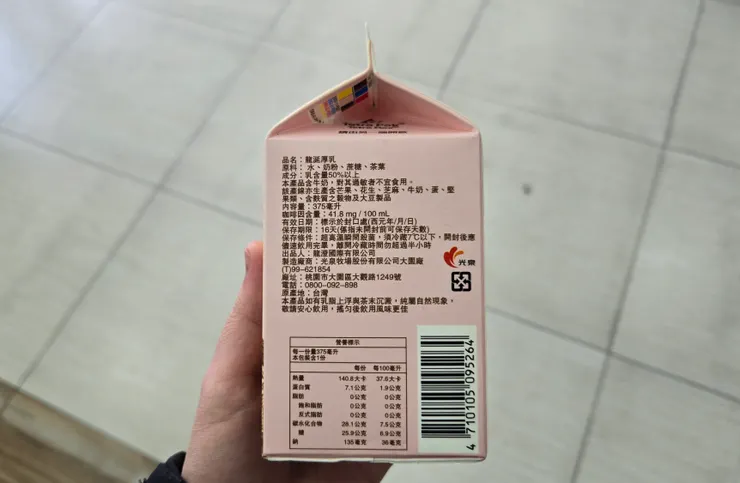 Tetra Pak
品名：龍涎厚乳
原料：水、奶粉、蔗糖、茶葉
成分：乳含量50%以上
本產品含牛奶，對其過敏者不宜食用。
該產線亦生產含芒果、花生、芝麻、牛奶、蛋、堅
果類、含麩質之穀物及大豆製品
內容量：375毫升
咖啡因含量：41.8 mg / 100 mL
有效日期：標示於封口處(西元年/月/日)
保存期限：16天(係指未開封前可保存天數)
保存條件：超高溫瞬間殺菌，須冷藏7℃以下，開封後應
儘速飲用完畢，離開冷藏時間勿超過半小時
出品人：龍澄國際有限公司
製造廠商：光泉牧場股份有限公司大園廠
(T)99-621854
廠址：桃園市大園區大觀路1249號
電話：0800-092-898
原產地：台灣
本產品如有乳脂上浮與茶末沉澱，純屬自然現象，
敬請安心飲用，搖勻後飲用風味更佳
光泉
營養標示
每一份量375毫升
本包裝含1份
每份 每100毫升
熱量 140.8大卡 37.6大卡
蛋白質 7.1公克 1.9公克
脂肪 0公克 0公克
飽和脂肪 0公克 0公克
反式脂肪 0公克 0公克
碳水化合物 28.1公克 7.5公克
糖 25.9公克 6.9公克
鈉 135毫克 36毫克
4 710105 095264